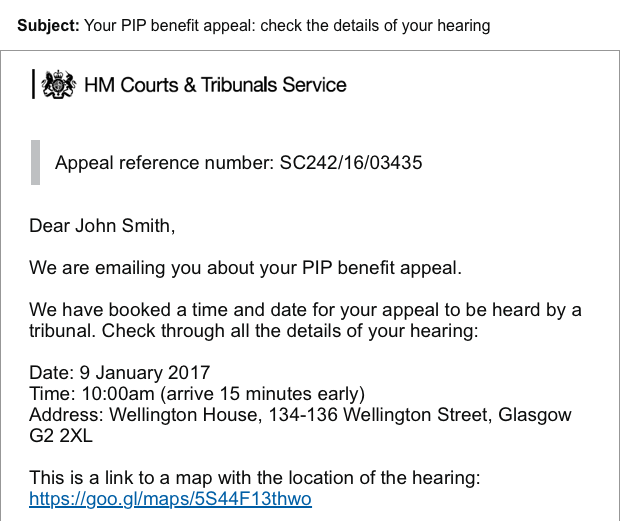 Subject: Your PIP benefit appeal: check the details of your hearing
HM Courts & Tribunals Service
Appeal reference number: SC242/16/03435
Dear John Smith,
We are emailing you about your PIP benefit appeal.
We have booked a time and date for your appeal to be heard by a
tribunal. Check through all the details of your hearing:
Date: 9 January 2017
Time: 10:00am (arrive 15 minutes early)
Address: Wellington House, 134-136 Wellington Street, Glasgow
G2 2XL
This is a link to a map with the location of the hearing:
https://goo.gl/maps/5S44F13thwo